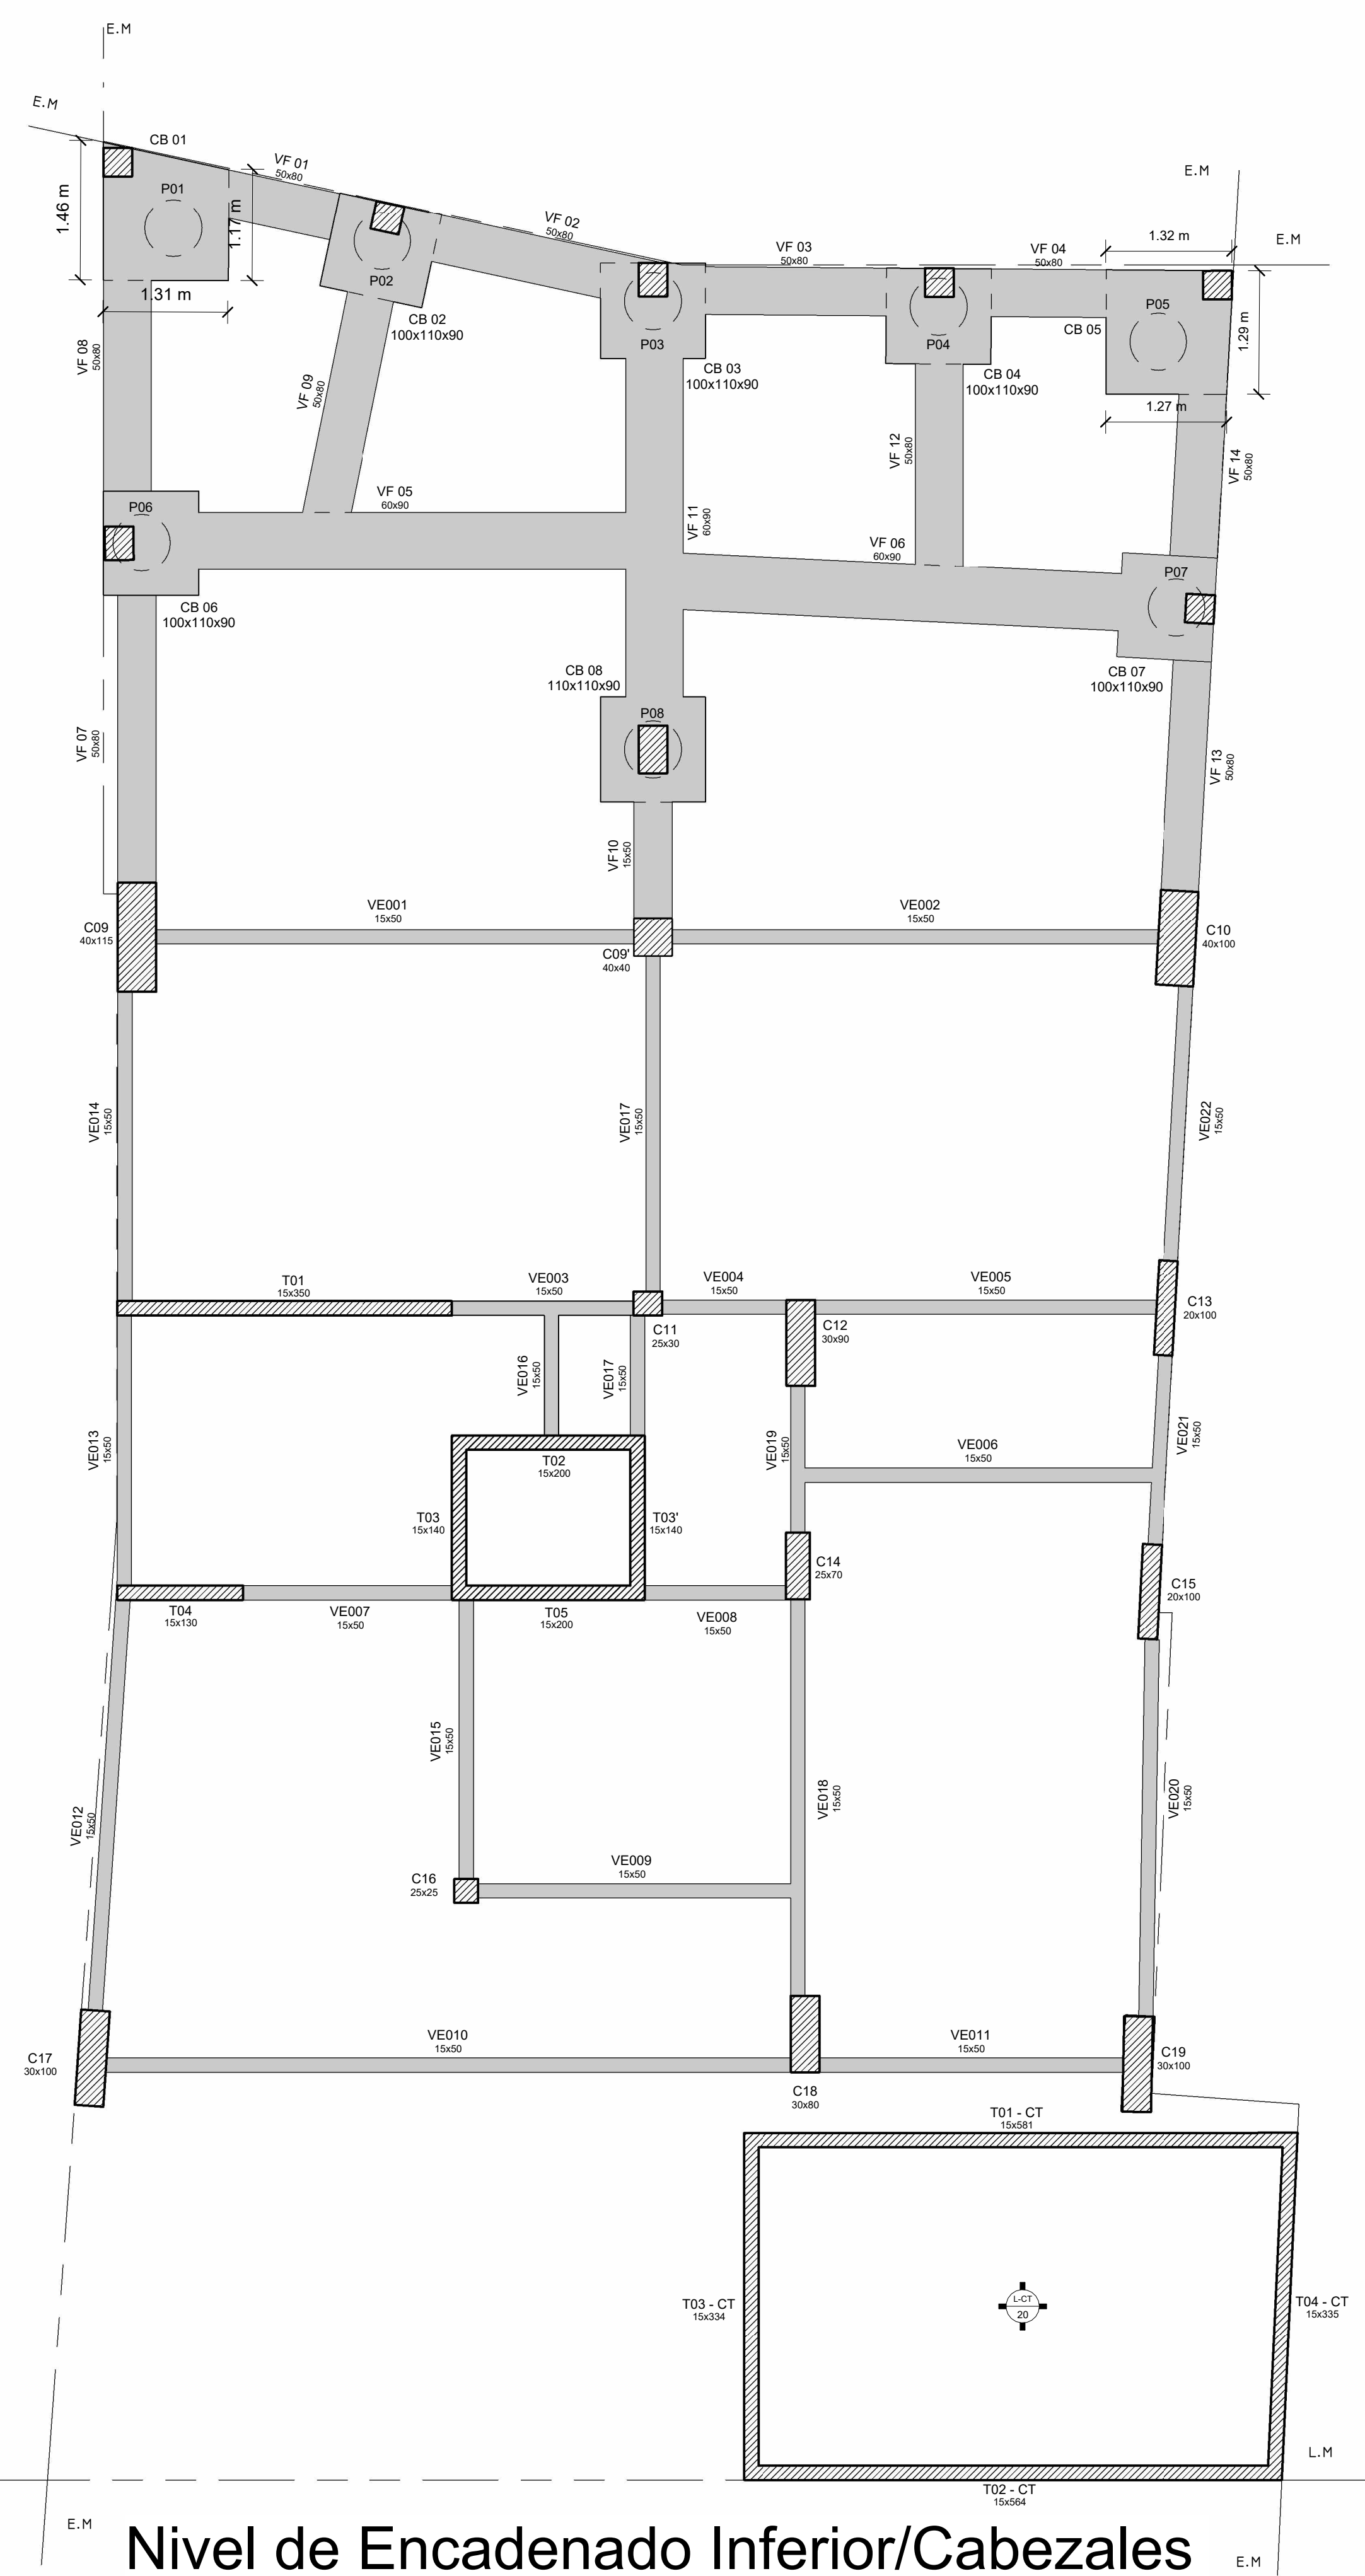 E.M
E.M
CB 01
P01
1.46 m
1.17 m
1.31 m
VF 01
50x80
VF 02
50x80
E.M
1.32 m
E.M
VF 03
50x80
VF 04
50x80
P02
CB 02
100x110x90
P03
CB 03
100x110x90
P04
CB 04
100x110x90
P05
CB 05
1.29 m
1.27 m
VF 08
50x80
VF 09
50x80
VF 12
50x80
VF 14
50x80
VF 05
60x90
VF 11
60x90
VF 06
60x90
P06
CB 06
100x110x90
P07
CB 07
100x110x90
CB 08
110x110x90
P08
VF 07
50x80
VF 13
50x80
VF10
15x50
VE001
15x50
VE002
15x50
C09
40x115
C09'
40x40
C10
40x100
VE014
15x50
VE017
15x50
VE022
15x50
T01
15x350
VE003
15x50
VE004
15x50
VE005
15x50
C11
25x30
C12
30x90
C13
20x100
VE016
15x50
VE017
15x50
VE013
15x50
VE019
15x50
VE021
15x50
VE006
15x50
T02
15x200
T03
15x140
T03'
15x140
C14
25x70
C15
20x100
T04
15x130
VE007
15x50
T05
15x200
VE008
15x50
VE015
15x50
VE012
15x50
VE018
15x50
VE020
15x50
C16
25x25
VE009
15x50
VE010
15x50
VE011
15x50
C17
30x100
C18
30x80
C19
30x100
T01 - CT
15x581
T03 - CT
15x334
L-CT
20
T04 - CT
15x335
L.M
T02 - CT
15x564
E.M
Nivel de Encadenado Inferior/Cabezales
E.M